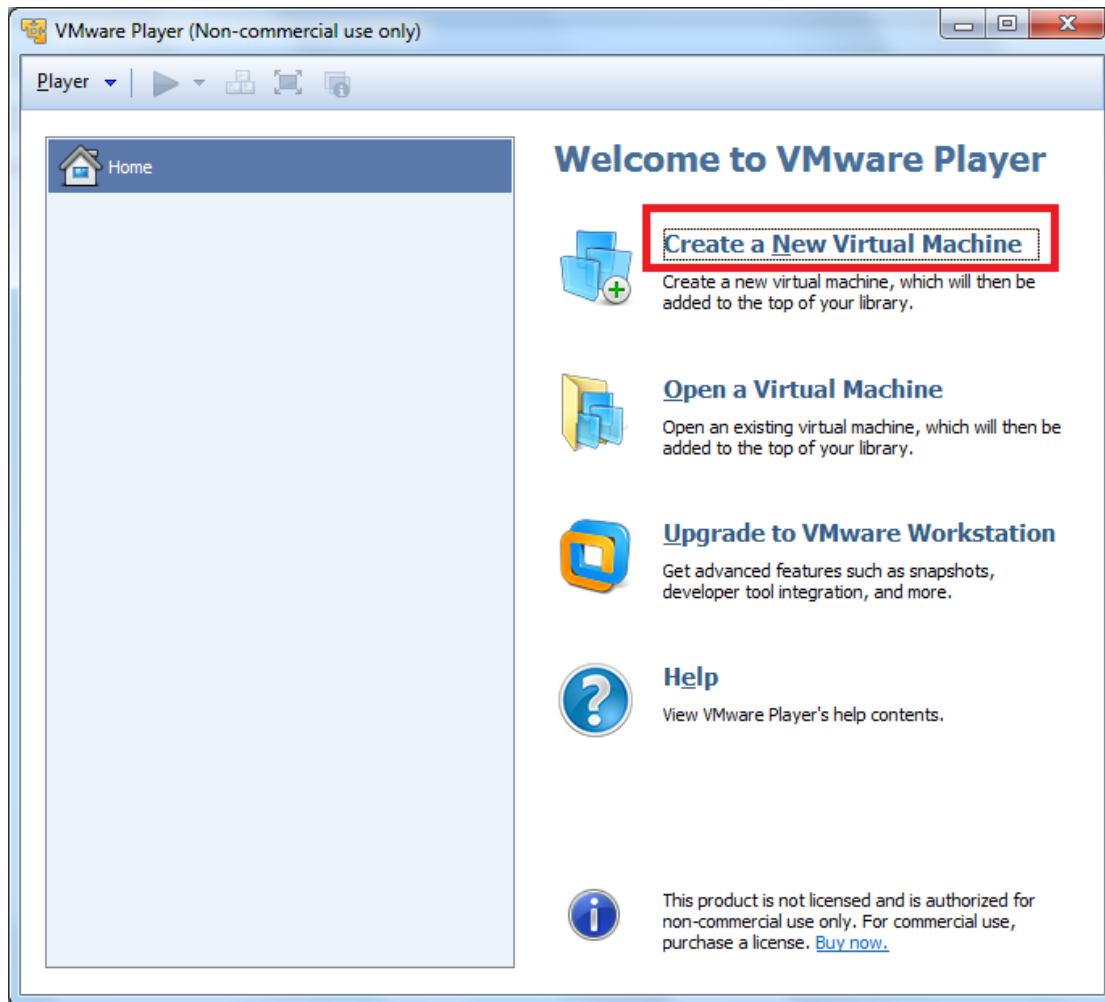 VMware Player (Non-commercial use only)
Player
Home
Welcome to VMware Player
Create a New Virtual Machine
Create a new virtual machine, which will then be
added to the top of your library.
Open a Virtual Machine
Open an existing virtual machine, which will then be
added to the top of your library.
Upgrade to VMware Workstation
Get advanced features such as snapshots,
developer tool integration, and more.
Help
View VMware Player's help contents.
This product is not licensed and is authorized for
non-commercial use only. For commercial use,
purchase a license. Buy now.